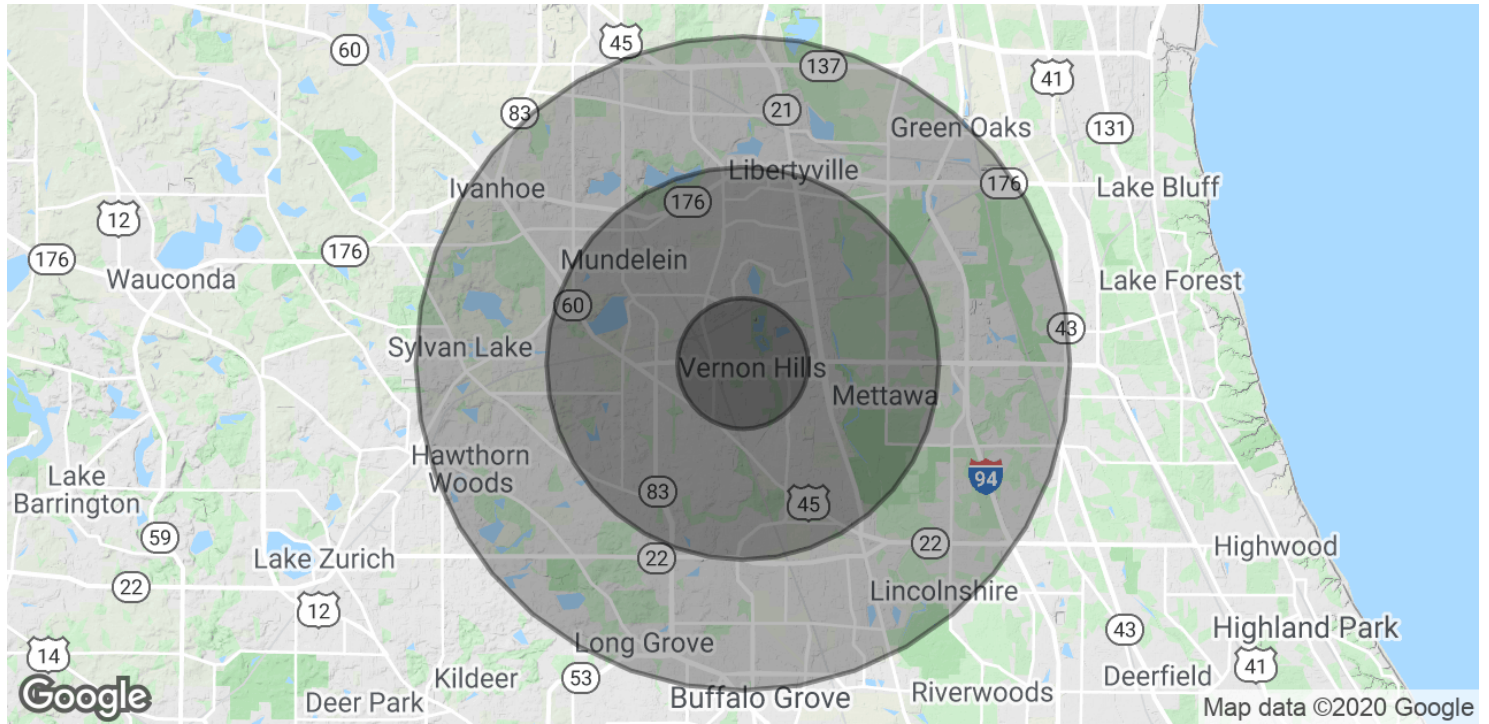 60
45
137
41
83
21
131
Green Oaks
Libertyville
176
Ivanhoe
Lake Bluff
12
176
176
176
Mundelein
Wauconda
Lake Forest
60
43
Sylvan Lake
Vernon Hills
Mettawa
Hawthorn
Woods
94
Lake
Barrington
83
45
59
22
22
Highwood
Lake Zurich
22
Lincolnshire
12
43
Highland Park
Long Grove
14
41
Kildeer
53
Deerfield
Google
Deer Park
Buffalo Grove
Riverwoods
Map data ©2020 Google